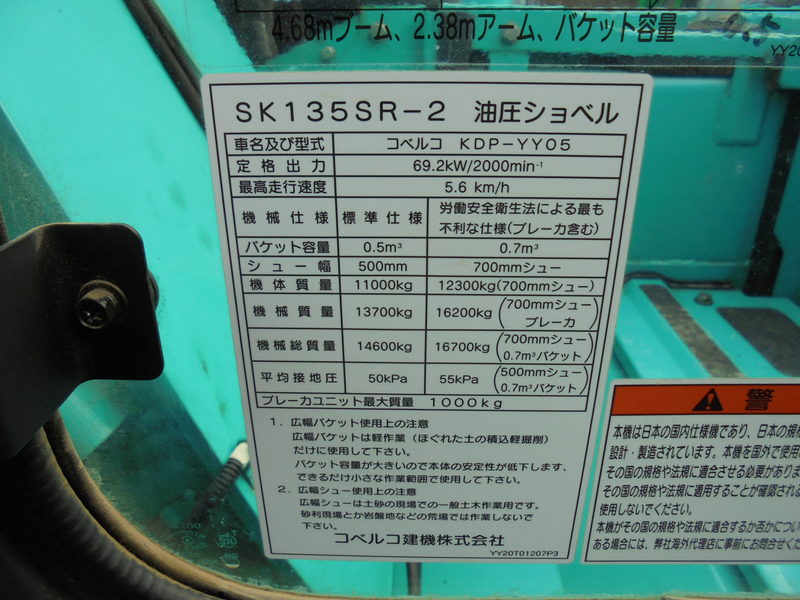 4.68mブーム、2.38mアーム、バケット容量
YY20
SK135SR-2 油圧ショベル
車名及び型式 コベルコ KDP-YY05
定格出力 69.2kW/2000min⁻¹
最高走行速度 5.6 km/h
機械仕様 標準仕様 労働安全衛生法による最も
不利な仕様(ブレーカ含む)
バケット容量 0.5m³ 0.7m³
シュー幅 500mm 700mmシュー
機体質量 11000kg 12300kg(700mmシュー)
機械質量 13700kg 16200kg(700mmシュー
ブレーカ)
機械総質量 14600kg 16700kg(700mmシュー
0.7m³バケット)
平均接地圧 50kPa 55kPa(500mmシュー
0.7m³バケット)
ブレーカユニット最大質量 1000kg
1. 広幅バケット使用上の注意
広幅バケットは軽作業(ほぐれた土の積込軽掘削)
だけに使用して下さい。
バケット容量が大きいので本体の安定性が低下します、
できるだけ小さな作業範囲で使用して下さい。
2. 広幅シュー使用上の注意
広幅シューは土砂の現場での一般土木作業用です。
砂利現場とか岩盤地などの荒場では作業しないで
下さい。
コベルコ建機株式会社
YY20T01207P3
警
本機は日本の国内仕様機であり、日本の規格
設計・製造されています。本機を国外で使用
その国の規格や法規に適合させる必要がありま
その国の規格や法規に適用することが確認される
使用しないでください。
本機がその国の規格や法規に適合するか否かについ
ある場合には、弊社海外代理店に事前にお問合せくだ